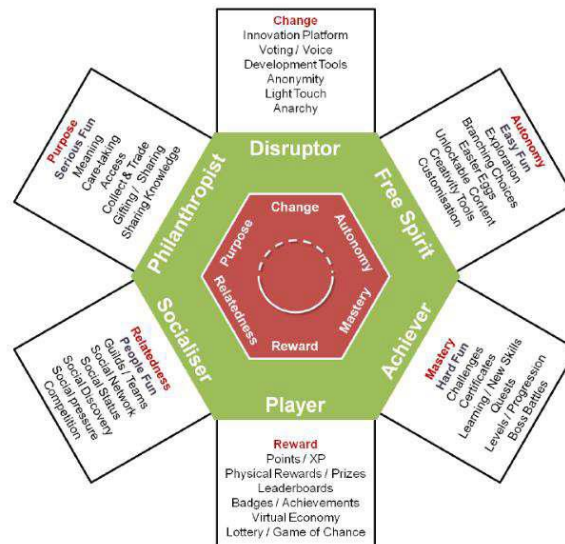 Change
Innovation Platform
Voting / Voice
Development Tools
Anonymity
Light Touch
Anarchy
Purpose
Serious Fun
Meaning
Care-taking
Access
Collect & Trade
Gifting / Sharing
Sharing Knowledge
Autonomy
Easy Fun
Exploration
Branching Choices
Easter Eggs
Unlockable Content
Creativity Tools
Customisation
Disruptor
Philanthropist
Free Spirit
Change
Purpose
Autonomy
Relatedness
Mastery
Reward
Socialiser
Achiever
Player
Relatedness
People Fun
Guilds / Teams
Social Network
Social Status
Social Discovery
Social pressure
Competition
Mastery
Hard Fun
Challenges
Certificates
Learning / New Skills
Quests
Levels / Progression
Boss Battles
Reward
Points / XP
Physical Rewards / Prizes
Leaderboards
Badges / Achievements
Virtual Economy
Lottery / Game of Chance